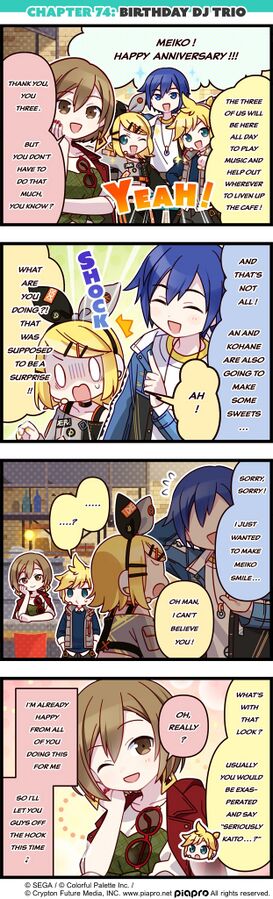 CHAPTER 74: BIRTHDAY DJ TRIO
MEIKO !
HAPPY ANNIVERSARY !!!
THANK YOU,
YOU
THREE.
BUT
YOU DON'T
HAVE TO
DO THAT
MUCH,
YOU KNOW ?
THE THREE
OF US WILL
BE HERE
ALL DAY
TO PLAY
MUSIC AND
HELP OUT
WHEREVER
TO LIVEN UP
THE CAFE !
YEAH!
AND
THAT'S
NOT
ALL !
AN AND
KOHANE
ARE ALSO
GOING TO
MAKE
SOME
SWEETS
...
SHOCK
WHAT
ARE YOU
DOING?!
THAT
WAS
SUPPOSED
TO BE A
SURPRISE
!!
AH
!
SORRY,
SORRY !
I JUST
WANTED
TO MAKE
MEIKO
SMILE...
......
....?
OH MAN,
I CAN'T
BELIEVE
YOU !
WHAT'S
WITH
THAT
LOOK ?
USUALLY
YOU WOULD
BE EXAS-
PERATED
AND SAY
"SERIOUSLY
KAITO...?"
OH,
REALLY
?
I'M ALREADY
HAPPY
FROM ALL
OF YOU
DOING THIS
FOR ME
SO I'LL
LET YOU
GUYS OFF
THE HOOK
THIS TIME
♪
© SEGA / © Colorful Palette Inc. /
© Crypton Future Media, INC. www.piapro.net piapro All rights reserved.